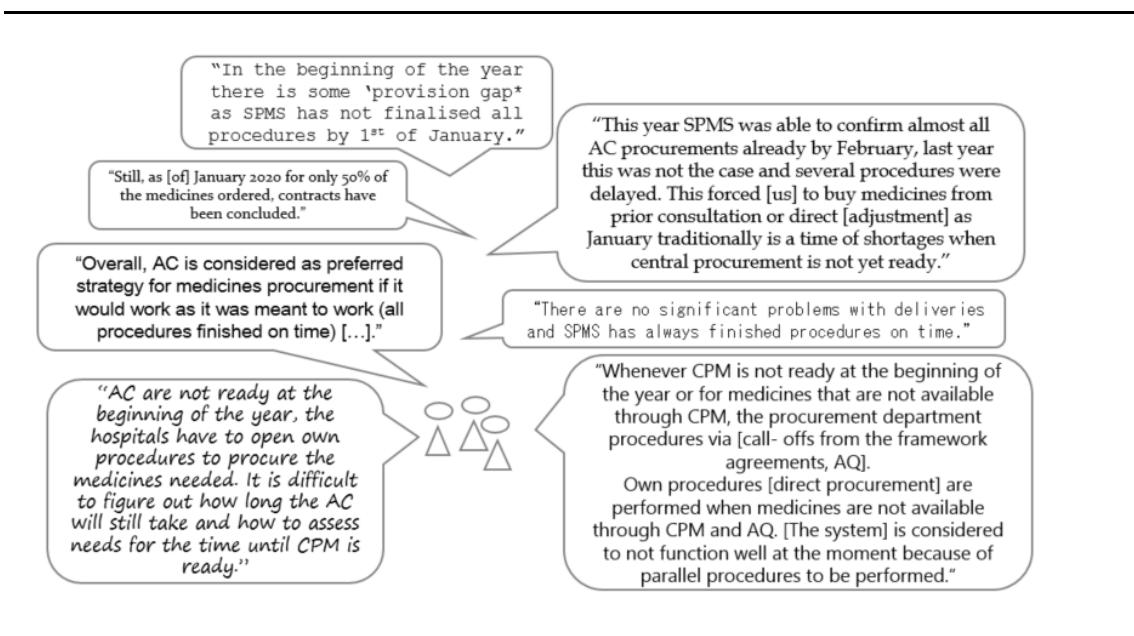 “In the beginning of the year
there is some ‘provision gap*
as SPMS has not finalised all
procedures by 1st of January.”
“This year SPMS was able to confirm almost all
AC procurements already by February, last year
this was not the case and several procedures were
delayed. This forced [us] to buy medicines from
prior consultation or direct [adjustment] as
January traditionally is a time of shortages when
central procurement is not yet ready.”
“Still, as [of] January 2020 for only 50% of
the medicines ordered, contracts have
been concluded.”
“Overall, AC is considered as preferred
strategy for medicines procurement if it
would work as it was meant to work (all
procedures finished on time) […].”
“There are no significant problems with deliveries
and SPMS has always finished procedures on time.”
“AC are not ready at the
beginning of the year, the
hospitals have to open own
procedures to procure the
medicines needed. It is difficult
to figure out how long the AC
will still take and how to assess
needs for the time until CPM is
ready.”
“Whenever CPM is not ready at the beginning of
the year or for medicines that are not available
through CPM, the procurement department
procedures via [call- offs from the framework
agreements, AQ].
Own procedures [direct procurement] are
performed when medicines are not available
through CPM and AQ. [The system] is considered
to not function well at the moment because of
parallel procedures to be performed.”